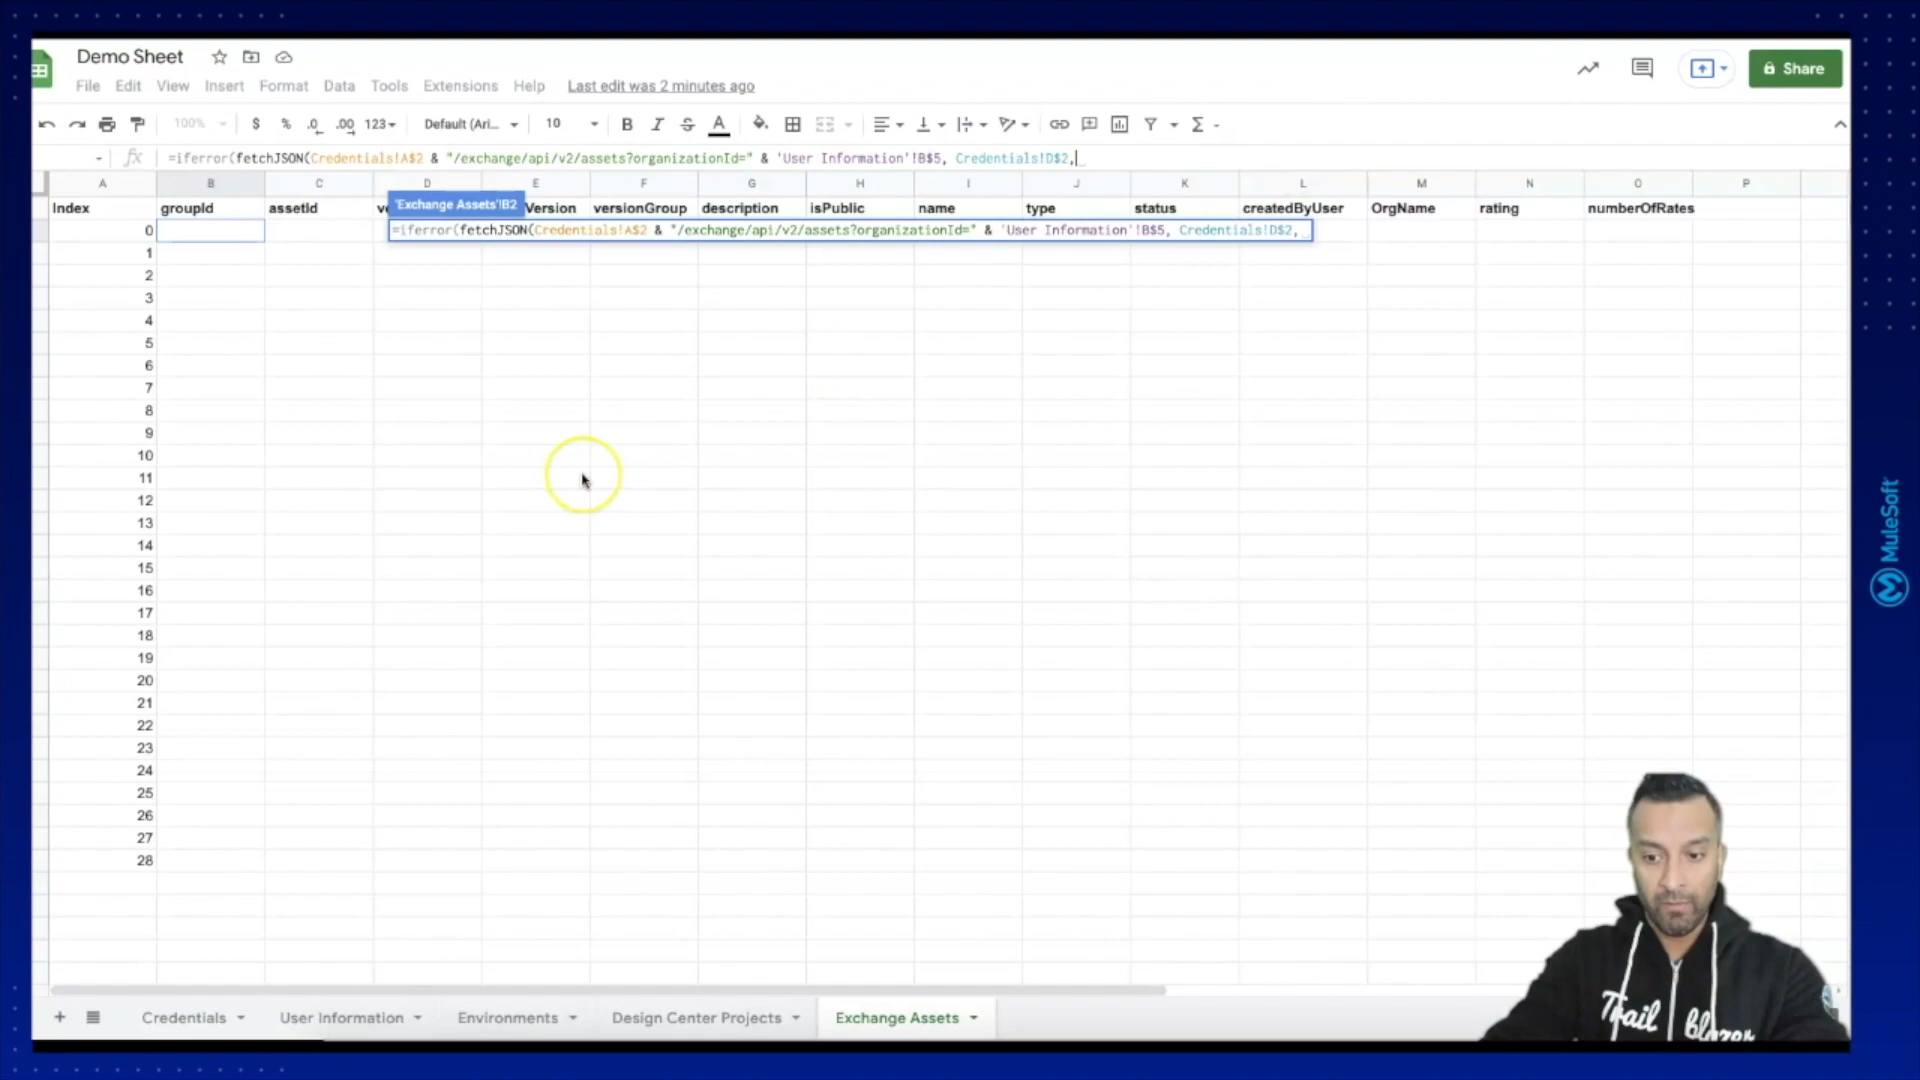 Demo Sheet
File Edit View Insert Format Data Tools Extensions Help Last edit was 2 minutes ago
Share
100% $ % .0 .00 123 Default (Ari... 10 B I S A
fx =iferror(fetchJSON(Credentials!A$2 & "/exchange/api/v2/assets?organizationId=" & 'User Information'!B$5, Credentials!D$2,
A B C D E F G H I J K L M N O P
'Exchange Assets'!B2
Index groupId assetId Version versionGroup description isPublic name type status createdByUser OrgName rating numberOfRates
0 =iferror(fetchJSON(Credentials!A$2 & "/exchange/api/v2/assets?organizationId=" & 'User Information'!B$5, Credentials!D$2,
1
2
3
4
5
6
7
8
9
10
11
12
13
14
15
16
17
18
19
20
21
22
23
24
25
26
27
28
Credentials User Information Environments Design Center Projects Exchange Assets
MuleSoft
Trail blazer